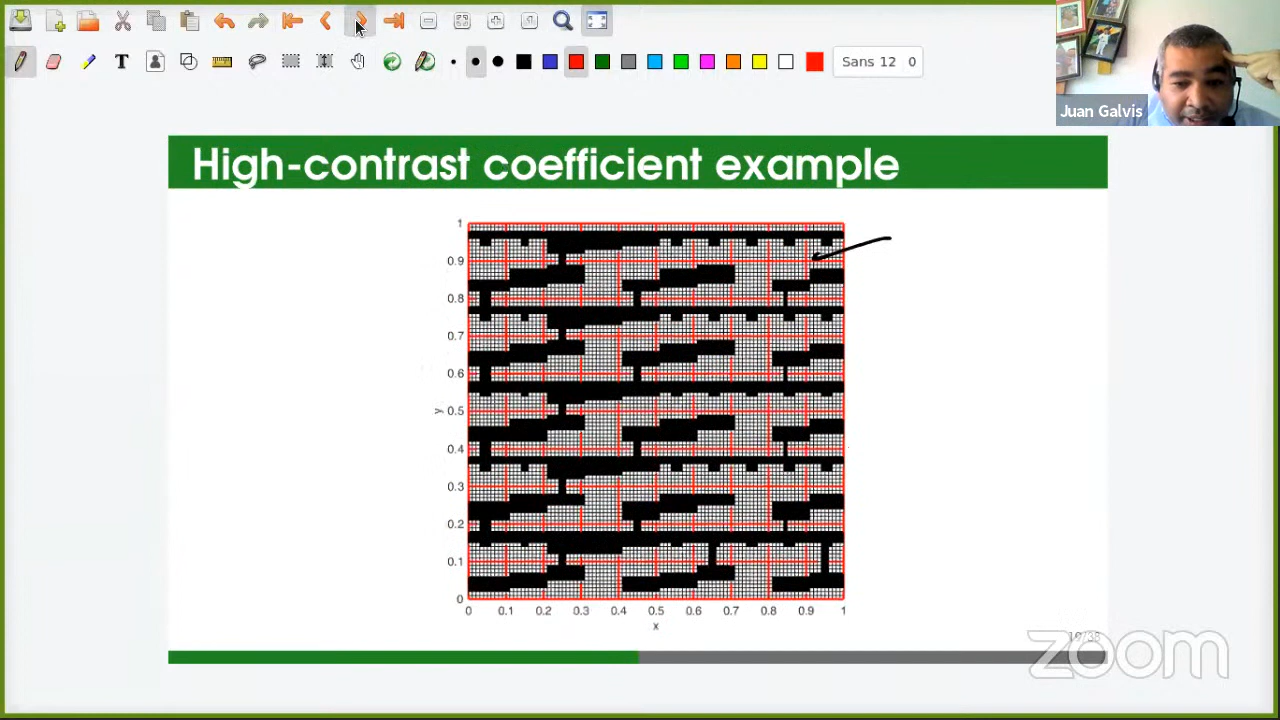 Sans 12 0
Juan Galvis
High-contrast coefficient example
1
0.9
0.8
0.7
0.6
0.5
0.4
0.3
0.2
0.1
0
y
0 0.1 0.2 0.3 0.4 0.5 0.6 0.7 0.8 0.9 1
x
zoom